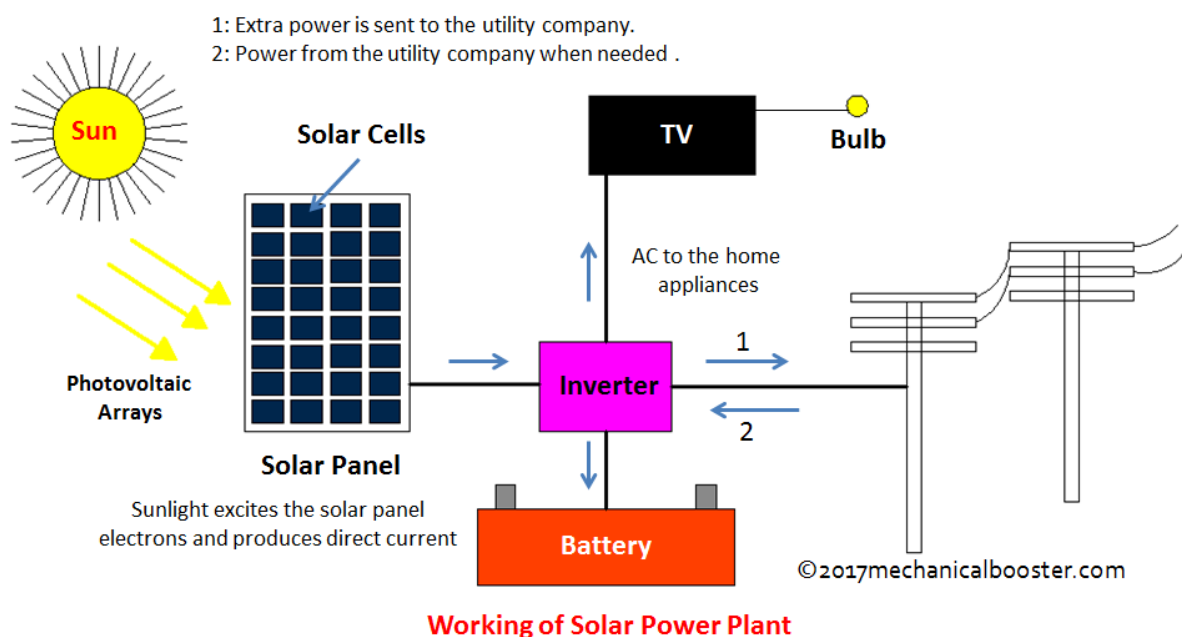 1: Extra power is sent to the utility company.
2: Power from the utility company when needed .
Sun
Solar Cells
TV
Bulb
AC to the home
appliances
Photovoltaic
Arrays
Inverter
1
2
Solar Panel
Sunlight excites the solar panel
electrons and produces direct current
Battery
©2017mechanicalbooster.com
Working of Solar Power Plant